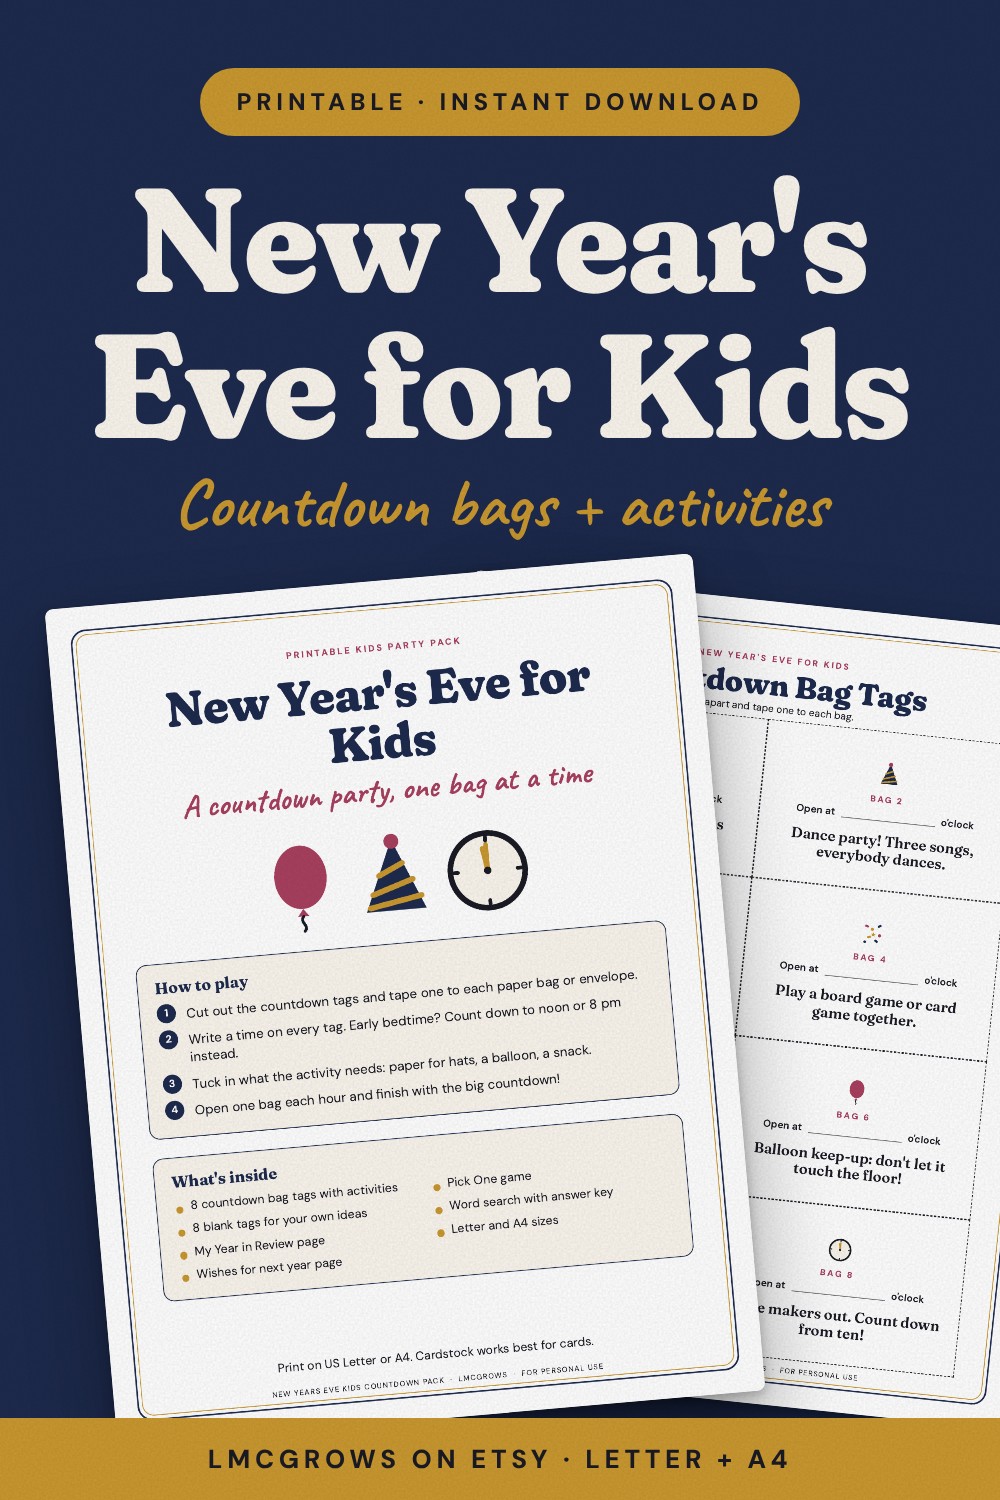 PRINTABLE · INSTANT DOWNLOAD
New Year's
Eve for Kids
Countdown bags + activities
PRINTABLE KIDS PARTY PACK
New Year's Eve for
Kids
A countdown party, one bag at a time
How to play
1 Cut out the countdown tags and tape one to each paper bag or envelope.
2 Write a time on every tag. Early bedtime? Count down to noon or 8 pm
instead.
3 Tuck in what the activity needs: paper for hats, a balloon, a snack.
4 Open one bag each hour and finish with the big countdown!
What's inside
8 countdown bag tags with activities
8 blank tags for your own ideas
My Year in Review page
Wishes for next year page
Pick One game
Word search with answer key
Letter and A4 sizes
Print on US Letter or A4. Cardstock works best for cards.
NEW YEARS EVE KIDS COUNTDOWN PACK · LMCGROWS · FOR PERSONAL USE
NEW YEAR'S EVE FOR KIDS
down Bag Tags
apart and tape one to each bag.
BAG 2
Open at ____ o'clock
Dance party! Three songs,
everybody dances.
BAG 4
Open at ____ o'clock
Play a board game or card
game together.
BAG 6
Open at ____ o'clock
Balloon keep-up: don't let it
touch the floor!
BAG 8
pen at ____ o'clock
e makers out. Count down
from ten!
· FOR PERSONAL USE
LMCGROWS ON ETSY · LETTER + A4